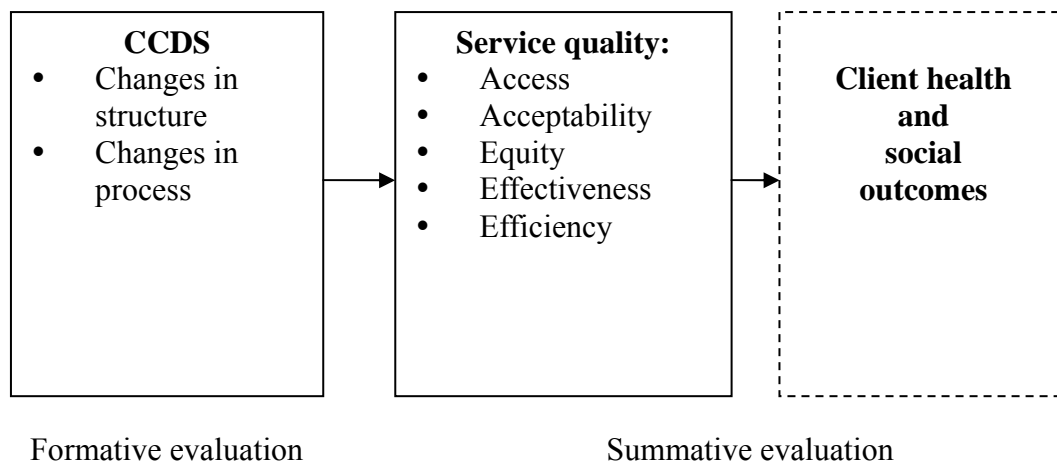 CCDS
• Changes in
structure
• Changes in
process
Service quality:
• Access
• Acceptability
• Equity
• Effectiveness
• Efficiency
Client health
and
social
outcomes
Formative evaluation
Summative evaluation